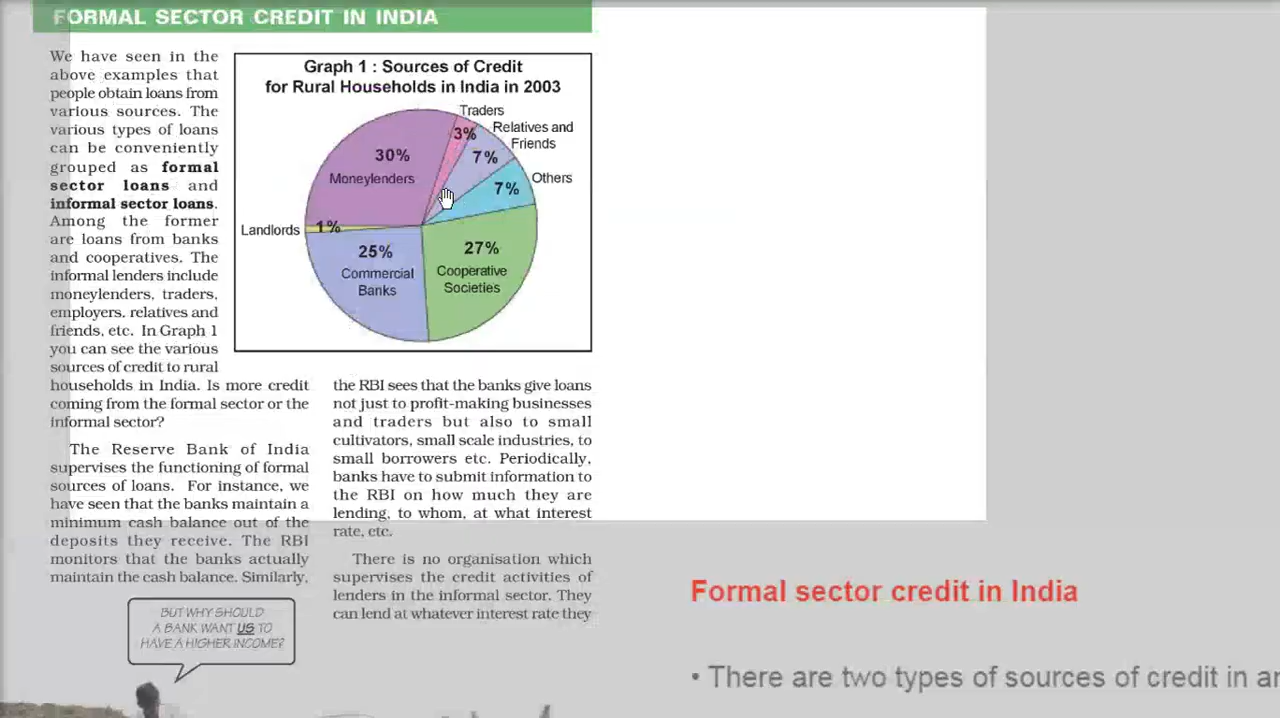 FORMAL SECTOR CREDIT IN INDIA
We have seen in the
above examples that
people obtain loans from
various sources. The
various types of loans
can be conveniently
grouped as formal
sector loans and
informal sector loans.
Among the former
are loans from banks
and cooperatives. The
informal lenders include
moneylenders, traders,
employers, relatives and
friends, etc. In Graph 1
you can see the various
sources of credit to rural
households in India. Is more credit
coming from the formal sector or the
informal sector?
The Reserve Bank of India
supervises the functioning of formal
sources of loans. For instance, we
have seen that the banks maintain a
minimum cash balance out of the
deposits they receive. The RBI
monitors that the banks actually
maintain the cash balance. Similarly,
Graph 1 : Sources of Credit
for Rural Households in India in 2003
Traders
3%
Relatives and
Friends
7%
Others
7%
30%
Moneylenders
Landlords
1%
25%
Commercial
Banks
27%
Cooperative
Societies
the RBI sees that the banks give loans
not just to profit-making businesses
and traders but also to small
cultivators, small scale industries, to
small borrowers etc. Periodically,
banks have to submit information to
the RBI on how much they are
lending, to whom, at what interest
rate, etc.
There is no organisation which
supervises the credit activities of
lenders in the informal sector. They
can lend at whatever interest rate they
BUT WHY SHOULD
A BANK WANT US TO
HAVE A HIGHER INCOME?
Formal sector credit in India
• There are two types of sources of credit in